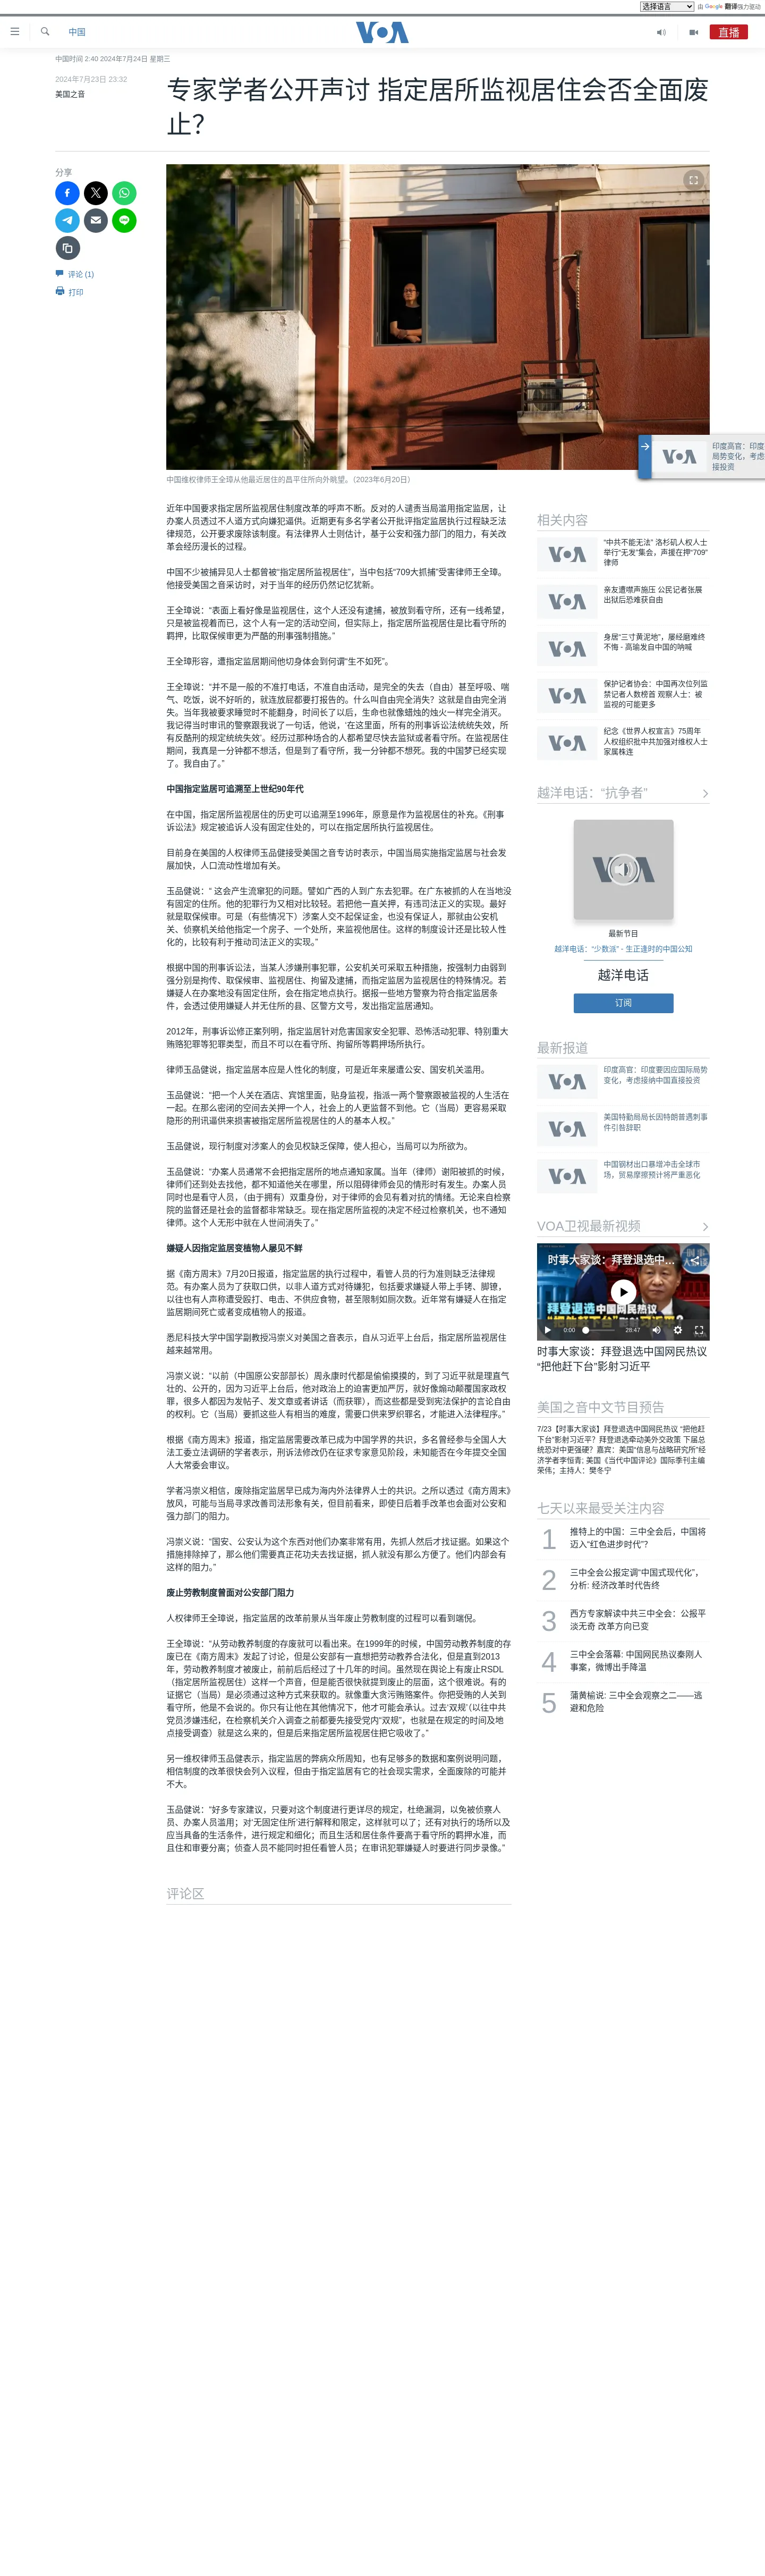 选择语言 由 Google 翻译强力驱动
中国
VOA
直播
中国时间 2:40 2024年7月24日 星期三
2024年7月23日 23:32
美国之音
专家学者公开声讨 指定居所监视居住会否全面废
止？
分享
评论 (1)
打印
中国维权律师王全璋从他最近居住的昌平住所向外眺望。（2023年6月20日）
印度高官：印度
局势变化，考虑
接投资
近年中国要求指定居所监视居住制度改革的呼声不断。反对的人谴责当局滥用指定监居，让
办案人员透过不人道方式向嫌犯逼供。近期更有多名学者公开批评指定监居执行过程缺乏法
律规范，公开要求废除该制度。有法律界人士则估计，基于公安和强力部门的阻力，有关改
革会经历漫长的过程。
中国不少被捕异见人士都曾被“指定居所监视居住”，当中包括“709大抓捕”受害律师王全璋。
他接受美国之音采访时，对于当年的经历仍然记忆犹新。
王全璋说：“表面上看好像是监视居住，这个人还没有逮捕，被放到看守所，还有一线希望，
只是被监视着而已，这个人有一定的活动空间，但实际上，指定居所监视居住是比看守所的
羁押，比取保候审更为严酷的刑事强制措施。”
王全璋形容，遭指定监居期间他切身体会到何谓“生不如死”。
王全璋说：“并不是一般的不准打电话，不准自由活动，是完全的失去（自由）甚至呼吸、喘
气、吃饭，说不好听的，就连放屁都要打报告的。什么叫自由完全消失？这就是自由完全消
失。当年我被要求睡觉时不能翻身，时间长了以后，生命也就像蜡烛的烛火一样完全消灭。
我记得当时审讯的警察跟我说了一句话，他说，‘在这里面，所有的刑事诉讼法统统失效，所
有反酷刑的规定统统失效’。经历过那种场合的人都希望尽快去监狱或者看守所。在监视居住
期间，我真是一分钟都不想活，但是到了看守所，我一分钟都不想死。我的中国梦已经实现
了。我自由了。”
中国指定监居可追溯至上世纪90年代
在中国，指定居所监视居住的历史可以追溯至1996年，原意是作为监视居住的补充。《刑事
诉讼法》规定被追诉人没有固定住处的，可以在指定居所执行监视居住。
目前身在美国的人权律师玉品健接受美国之音专访时表示，中国当局实施指定监居与社会发
展加快，人口流动性增加有关。
玉品健说：“ 这会产生流窜犯的问题。譬如广西的人到广东去犯罪。在广东被抓的人在当地没
有固定的住所。他的犯罪行为又相对比较轻。若把他一直关押，有违司法正义的实现。最好
就是取保候审。可是（有些情况下）涉案人交不起保证金，也没有保证人，那就由公安机
关、侦察机关给他指定一个房子、一个处所，来监视他居住。这样的制度设计还是比较人性
化的，比较有利于推动司法正义的实现。”
根据中国的刑事诉讼法，当某人涉嫌刑事犯罪，公安机关可采取五种措施，按强制力由弱到
强分别是拘传、取保候审、监视居住、拘留及逮捕，而指定监居为监视居住的特殊情况。若
嫌疑人在办案地没有固定住所，会在指定地点执行。据报一些地方警察为符合指定监居条
件，会透过使用嫌疑人并无住所的县、区警方文号，发出指定监居通知。
2012年，刑事诉讼修正案列明，指定监居针对危害国家安全犯罪、恐怖活动犯罪、特别重大
贿赂犯罪等犯罪类型，而且不可以在看守所、拘留所等羁押场所执行。
律师玉品健说，指定监居本应是人性化的制度，可是近年来屡遭公安、国安机关滥用。
玉品健说：“把一个人关在酒店、宾馆里面，贴身监视，指派一两个警察跟被监视的人生活在
一起。在那么密闭的空间去关押一个人，社会上的人更监督不到他。它（当局）更容易采取
隐形的刑讯逼供来损害被指定居所监视居住的人的基本人权。”
玉品健说，现行制度对涉案人的会见权缺乏保障，使人担心，当局可以为所欲为。
玉品健说：“办案人员通常不会把指定居所的地点通知家属。当年（律师）谢阳被抓的时候，
律师们还到处去找他，都不知道他关在哪里，所以阻碍律师会见的情形时有发生。办案人员
同时也是看守人员，（由于拥有）双重身份，对于律师的会见有着对抗的情绪。无论来自检察
院的监督还是社会的监督都非常缺乏。现在指定居所监视的决定不经过检察机关，也不通知
律师。这个人无形中就在人世间消失了。”
嫌疑人因指定监居变植物人屡见不鲜
据《南方周末》7月20日报道，指定监居的执行过程中，看管人员的行为准则缺乏法律规
范。有办案人员为了获取口供，以非人道方式对待嫌犯，包括要求嫌疑人带上手铐、脚镣，
以往也有人声称遭受殴打、电击、不供应食物，甚至限制如厕次数。近年常有嫌疑人在指定
监居期间死亡或者变成植物人的报道。
悉尼科技大学中国学副教授冯崇义对美国之音表示，自从习近平上台后，指定居所监视居住
越来越常用。
冯崇义说：“以前（中国原公安部部长）周永康时代都是偷偷摸摸的，到了习近平就是理直气
壮的、公开的，因为习近平上台后，他对政治上的迫害更加严厉，就好像煽动颠覆国家政权
罪，很多人都因为发帖子、发文章或者讲话（而获罪），而这些都是受到宪法保护的言论自由
的权利。它（当局）要抓这些人有相当的难度，需要口供来罗织罪名，才能进入法律程序。”
根据《南方周末》报道，指定监居需要改革已成为中国学界的共识，多名曾经参与全国人大
法工委立法调研的学者表示，刑诉法修改仍在征求专家意见阶段，未知能否在今年提交全国
人大常委会审议。
学者冯崇义相信，废除指定监居早已成为海内外法律界人士的共识。之所以透过《南方周末》
放风，可能与当局寻求改善司法形象有关，但目前看来，即使日后着手改革也会面对公安和
强力部门的阻力。
冯崇义说：“国安、公安认为这个东西对他们办案非常有用，先抓人然后才找证据。如果这个
措施排除掉了，那么他们需要真正花功夫去找证据，抓人就没有那么方便了。他们内部会有
这样的阻力。”
废止劳教制度曾面对公安部门阻力
人权律师王全璋说，指定监居的改革前景从当年废止劳教制度的过程可以看到端倪。
王全璋说：“从劳动教养制度的存废就可以看出来。在1999年的时候，中国劳动教养制度的存
废已在《南方周末》发起了讨论，但是公安部有一直想把劳动教养合法化，但是直到2013
年，劳动教养制度才被废止，前前后后经过了十几年的时间。虽然现在舆论上有废止RSDL
（指定居所监视居住）这样一个声音，但是能否很快就提到废止的层面，这个很难说。有的
证据它（当局）是必须通过这种方式来获取的。就像重大贪污贿赂案件。你把受贿的人关到
看守所，他是不会说的。你只有让他在其他情况下，他才可能会承认。过去‘双规’（以往中共
党员涉嫌违纪，在检察机关介入调查之前都要先接受党内“双规”，也就是在规定的时间及地
点接受调查）就是这么来的，但是后来指定居所监视居住把它吸收了。”
另一维权律师玉品健表示，指定监居的弊病众所周知，也有足够多的数据和案例说明问题，
相信制度的改革很快会列入议程，但由于指定监居有它的社会现实需求，全面废除的可能并
不大。
玉品健说：“好多专家建议，只要对这个制度进行更详尽的规定，杜绝漏洞，以免被侦察人
员、办案人员滥用；对‘无固定住所’进行解释和限定，这样就可以了；还有对执行的场所以及
应当具备的生活条件，进行规定和细化；而且生活和居住条件要高于看守所的羁押水准，而
且住和审要分离；侦查人员不能同时担任看管人员；在审讯犯罪嫌疑人时要进行同步录像。”
评论区
相关内容
“中共不能无法” 洛杉矶人权人士
举行“无发”集会，声援在押“709”
律师
亲友遭噤声施压 公民记者张展
出狱后恐难获自由
身居“三寸黄泥地”，屡经磨难终
不悔 - 高瑜发自中国的呐喊
保护记者协会：中国再次位列监
禁记者人数榜首 观察人士：被
监视的可能更多
纪念《世界人权宣言》75周年
人权组织批中共加强对维权人士
家属株连
越洋电话：“抗争者”
最新节目
越洋电话：“少数派” - 生正逢时的中国公知
越洋电话
订阅
最新报道
印度高官：印度要因应国际局势
变化，考虑接纳中国直接投资
美国特勤局局长因特朗普遇刺事
件引咎辞职
中国钢材出口暴增冲击全球市
场，贸易摩擦预计将严重恶化
VOA卫视最新视频
时事大家谈：拜登退选中...
拜登退选中国网民热议
“把他赶下台”影射习近平？
0:00 28:47
时事大家谈：拜登退选中国网民热议
“把他赶下台”影射习近平
美国之音中文节目预告
7/23【时事大家谈】拜登退选中国网民热议 “把他赶
下台”影射习近平？拜登退选牵动美外交政策 下届总
统恐对中更强硬？嘉宾：美国“信息与战略研究所”经
济学者李恒青; 美国《当代中国评论》国际季刊主编
荣伟；主持人：樊冬宁
七天以来最受关注内容
1 推特上的中国：三中全会后，中国将
迈入“红色进步时代”？
2 三中全会公报定调“中国式现代化”，
分析: 经济改革时代告终
3 西方专家解读中共三中全会：公报平
淡无奇 改革方向已变
4 三中全会落幕: 中国网民热议秦刚人
事案，微博出手降温
5 蒲黄榆说: 三中全会观察之二——逃
避和危险